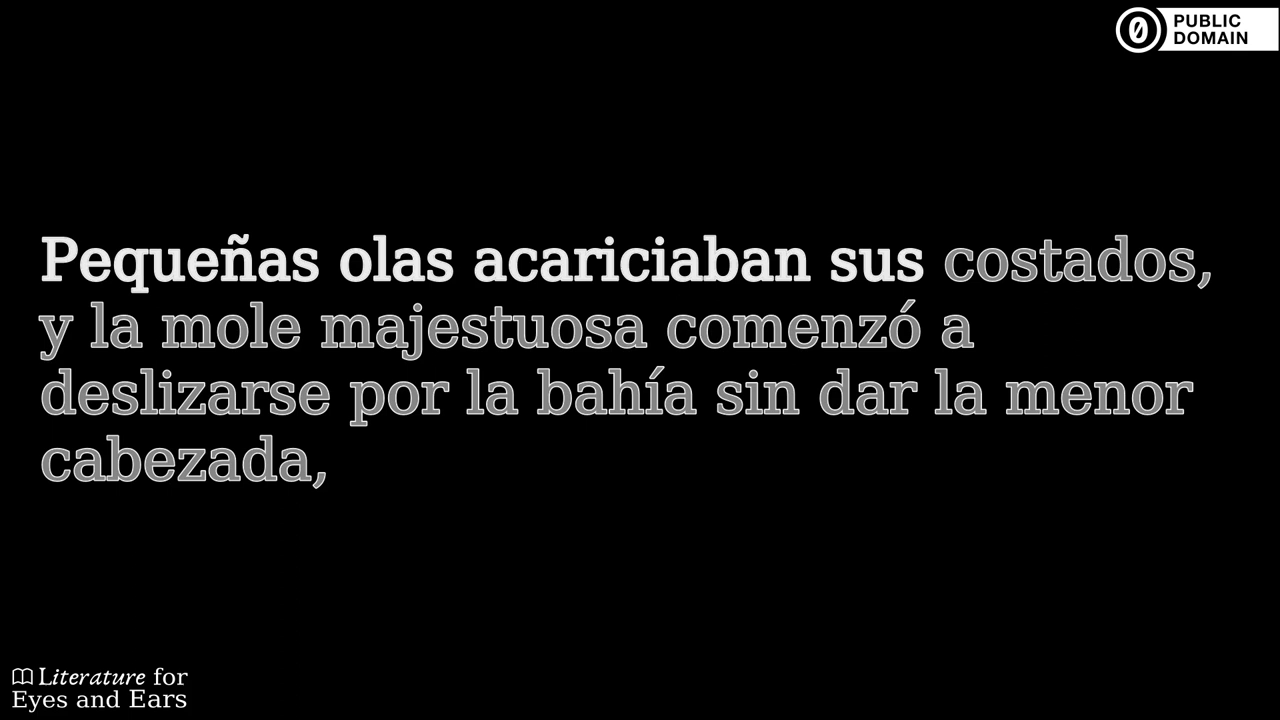 PUBLIC
DOMAIN
Pequeñas olas acariciaban sus costados,
y la mole majestuosa comenzó a
deslizarse por la bahía sin dar la menor
cabezada,
Literature for
Eyes and Ears